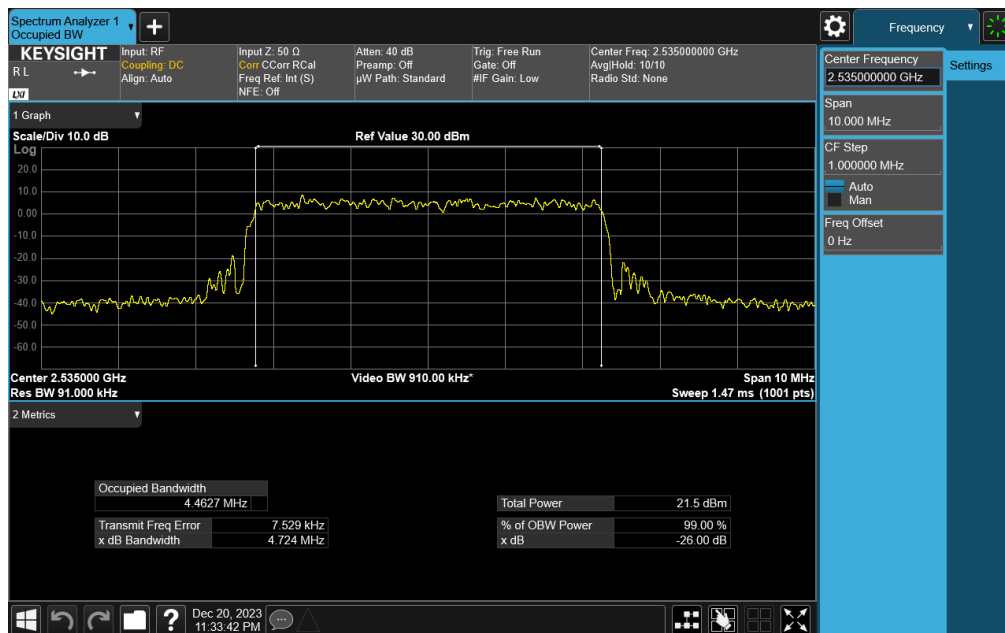 Spectrum Analyzer 1
Occupied BW
Frequency
KEYSIGHT
R L
LXI
Input: RF
Coupling: DC
Align: Auto
Input Z: 50 Ω
Corr CCorr RCal
Freq Ref: Int (S)
NFE: Off
Atten: 40 dB
Preamp: Off
µW Path: Standard
Trig: Free Run
Gate: Off
#IF Gain: Low
Center Freq: 2.535000000 GHz
Avg|Hold: 10/10
Radio Std: None
Center Frequency
2.535000000 GHz
Settings
Span
10.000 MHz
CF Step
1.000000 MHz
Auto
Man
Freq Offset
0 Hz
1 Graph
Scale/Div 10.0 dB
Ref Value 30.00 dBm
Log
20.0
10.0
0.00
-10.0
-20.0
-30.0
-40.0
-50.0
-60.0
Center 2.535000 GHz
Video BW 910.00 kHz*
Span 10 MHz
Res BW 91.000 kHz
Sweep 1.47 ms (1001 pts)
2 Metrics
Occupied Bandwidth
4.4627 MHz
Total Power 21.5 dBm
Transmit Freq Error 7.529 kHz
% of OBW Power 99.00 %
x dB Bandwidth 4.724 MHz
x dB -26.00 dB
?
Dec 20, 2023
11:33:42 PM